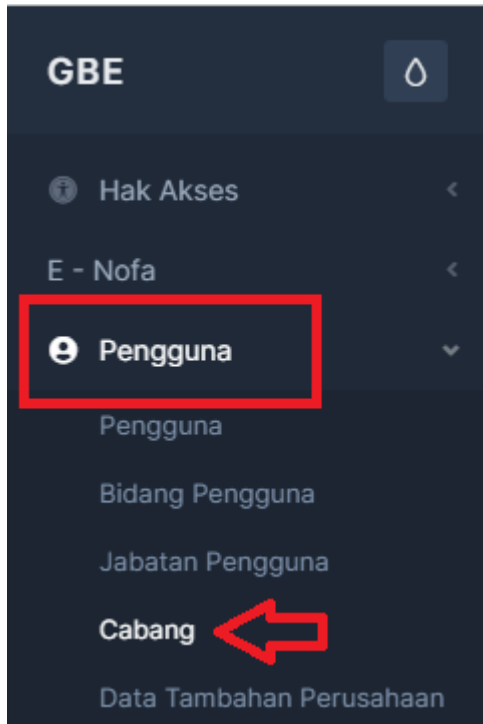 GBE
Hak Akses
E - Nofa
Pengguna
Pengguna
Bidang Pengguna
Jabatan Pengguna
Cabang
Data Tambahan Perusahaan